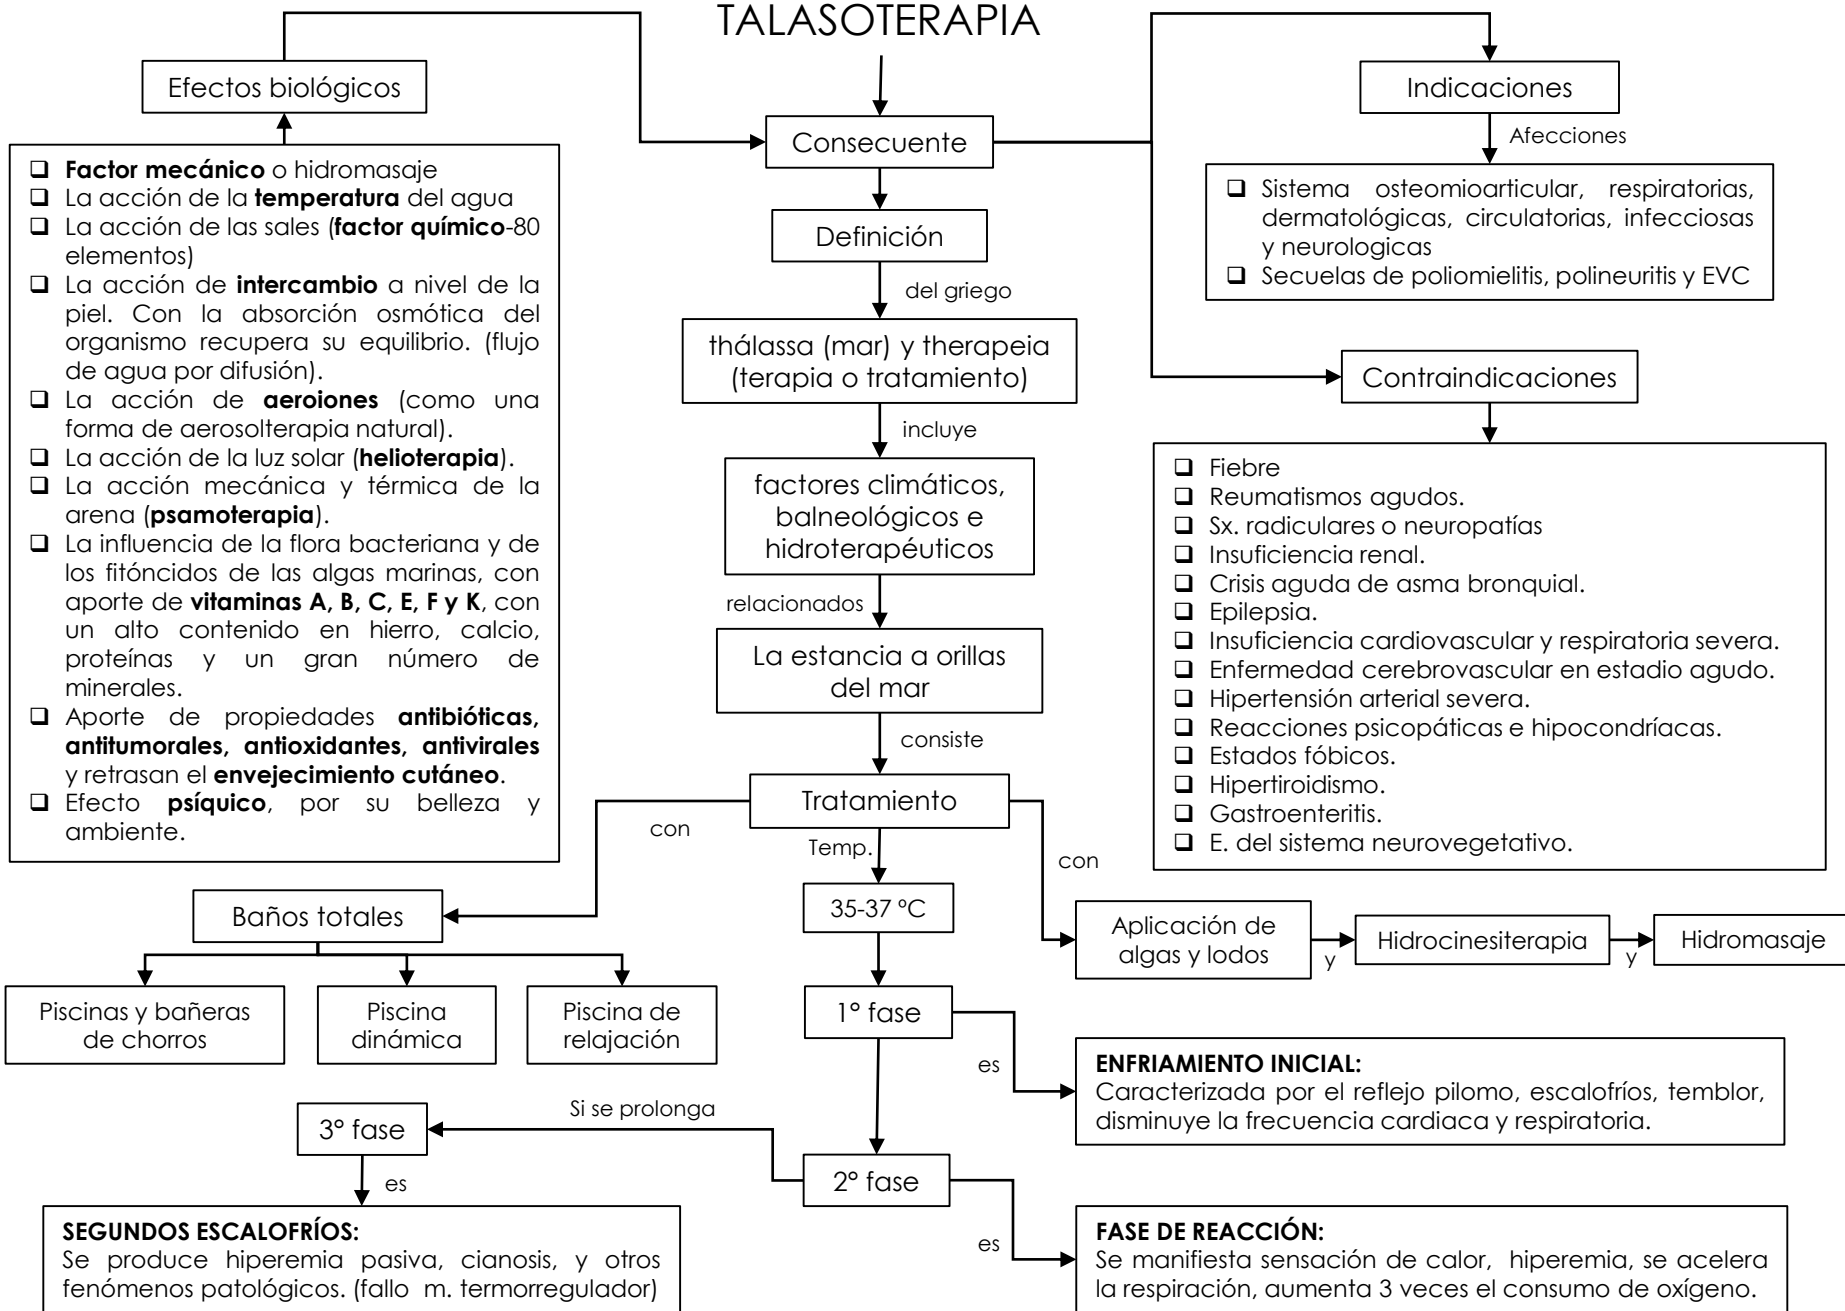 TALASOTERAPIA
Efectos biológicos
❑ Factor mecánico o hidromasaje
❑ La acción de la temperatura del agua
❑ La acción de las sales (factor químico-80
elementos)
❑ La acción de intercambio a nivel de la
piel. Con la absorción osmótica del
organismo recupera su equilibrio. (flujo
de agua por difusión).
❑ La acción de aeroiones (como una
forma de aerosolterapia natural).
❑ La acción de la luz solar (helioterapia).
❑ La acción mecánica y térmica de la
arena (psamoterapia).
❑ La influencia de la flora bacteriana y de
los fitóncidos de las algas marinas, con
aporte de vitaminas A, B, C, E, F y K, con
un alto contenido en hierro, calcio,
proteínas y un gran número de
minerales.
❑ Aporte de propiedades antibióticas,
antitumorales, antioxidantes, antivirales
y retrasan el envejecimiento cutáneo.
❑ Efecto psíquico, por su belleza y
ambiente.
Consecuente
Definición
del griego
thálassa (mar) y therapeia
(terapia o tratamiento)
incluye
factores climáticos,
balneológicos e
hidroterapéuticos
relacionados
La estancia a orillas
del mar
consiste
Tratamiento
Indicaciones
Afecciones
❑ Sistema osteomioarticular, respiratorias,
dermatológicas, circulatorias, infecciosas
y neurologicas
❑ Secuelas de poliomielitis, polineuritis y EVC
Contraindicaciones
❑ Fiebre
❑ Reumatismos agudos.
❑ Sx. radiculares o neuropatías
❑ Insuficiencia renal.
❑ Crisis aguda de asma bronquial.
❑ Epilepsia.
❑ Insuficiencia cardiovascular y respiratoria severa.
❑ Enfermedad cerebrovascular en estadio agudo.
❑ Hipertensión arterial severa.
❑ Reacciones psicopáticas e hipocondríacas.
❑ Estados fóbicos.
❑ Hipertiroidismo.
❑ Gastroenteritis.
❑ E. del sistema neurovegetativo.
con
Temp.
con
Baños totales
35-37 ºC
Aplicación de
algas y lodos
y
Hidrocinesiterapia
y
Hidromasaje
Piscinas y bañeras
de chorros
Piscina
dinámica
Piscina de
relajación
1º fase
es
ENFRIAMIENTO INICIAL:
Caracterizada por el reflejo pilomo, escalofríos, temblor,
disminuye la frecuencia cardiaca y respiratoria.
Si se prolonga
3º fase
2º fase
es
SEGUNDOS ESCALOFRÍOS:
Se produce hiperemia pasiva, cianosis, y otros
fenómenos patológicos. (fallo m. termorregulador)
es
FASE DE REACCIÓN:
Se manifiesta sensación de calor, hiperemia, se acelera
la respiración, aumenta 3 veces el consumo de oxígeno.